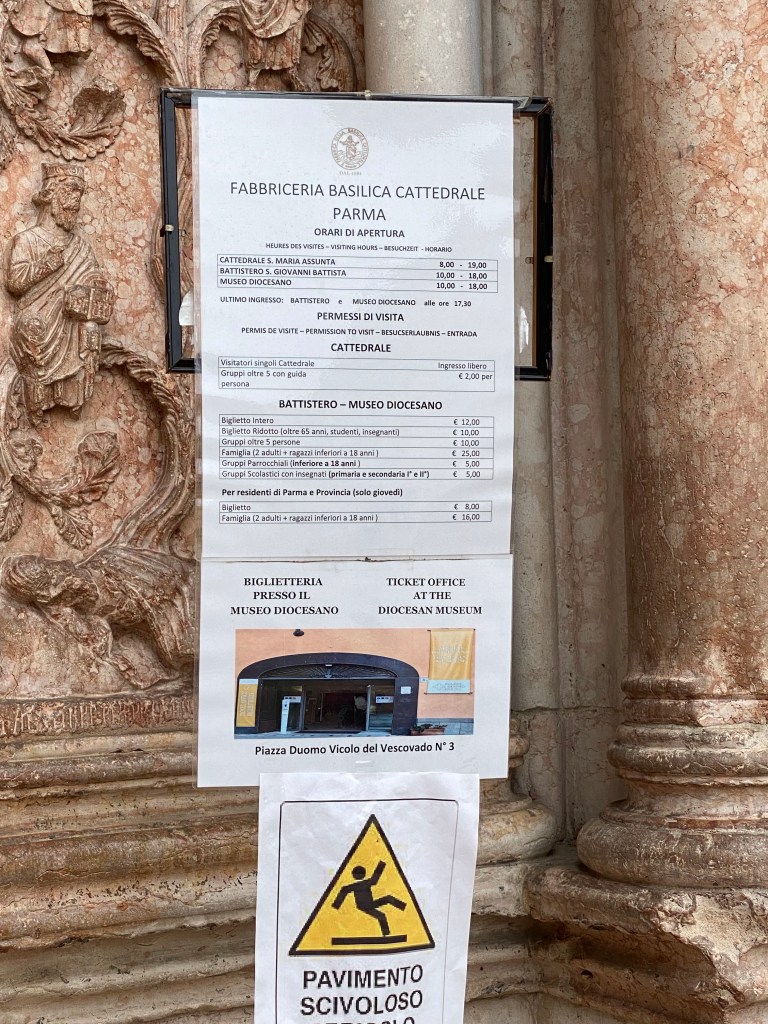 FABBRICERIA BASILICA CATTEDRALE
PARMA
ORARI DI APERTURA
HEURES DES VISITES – VISITING HOURS – BESUCHZEIT - HORARIO
CATTEDRALE S. MARIA ASSUNTA 8,00 - 19,00
BATTISTERO S. GIOVANNI BATTISTA 10,00 - 18,00
MUSEO DIOCESANO 10,00 - 18,00
ULTIMO INGRESSO: BATTISTERO e MUSEO DIOCESANO alle ore 17,30
PERMESSI DI VISITA
PERMIS DE VISITE – PERMISSION TO VISIT – BESUCSERLAUBNIS – ENTRADA
CATTEDRALE
Visitatori singoli Cattedrale Ingresso libero
Gruppi oltre 5 con guida € 2,00 per
persona
BATTISTERO – MUSEO DIOCESANO
Biglietto Intero € 12,00
Biglietto Ridotto (oltre 65 anni, studenti, insegnanti) € 10,00
Gruppi oltre 5 persone € 10,00
Famiglia (2 adulti + ragazzi inferiori a 18 anni ) € 25,00
Gruppi Parrocchiali (inferiore a 18 anni ) € 5,00
Gruppi Scolastici con insegnati (primaria e secondaria I° e II°) € 5,00
Per residenti di Parma e Provincia (solo giovedì)
Biglietto € 8,00
Famiglia (2 adulti + ragazzi inferiori a 18 anni ) € 16,00
BIGLIETTERIA TICKET OFFICE
PRESSO IL AT THE
MUSEO DIOCESANO DIOCESAN MUSEUM
Piazza Duomo Vicolo del Vescovado N° 3
PAVIMENTO
SCIVOLOSO